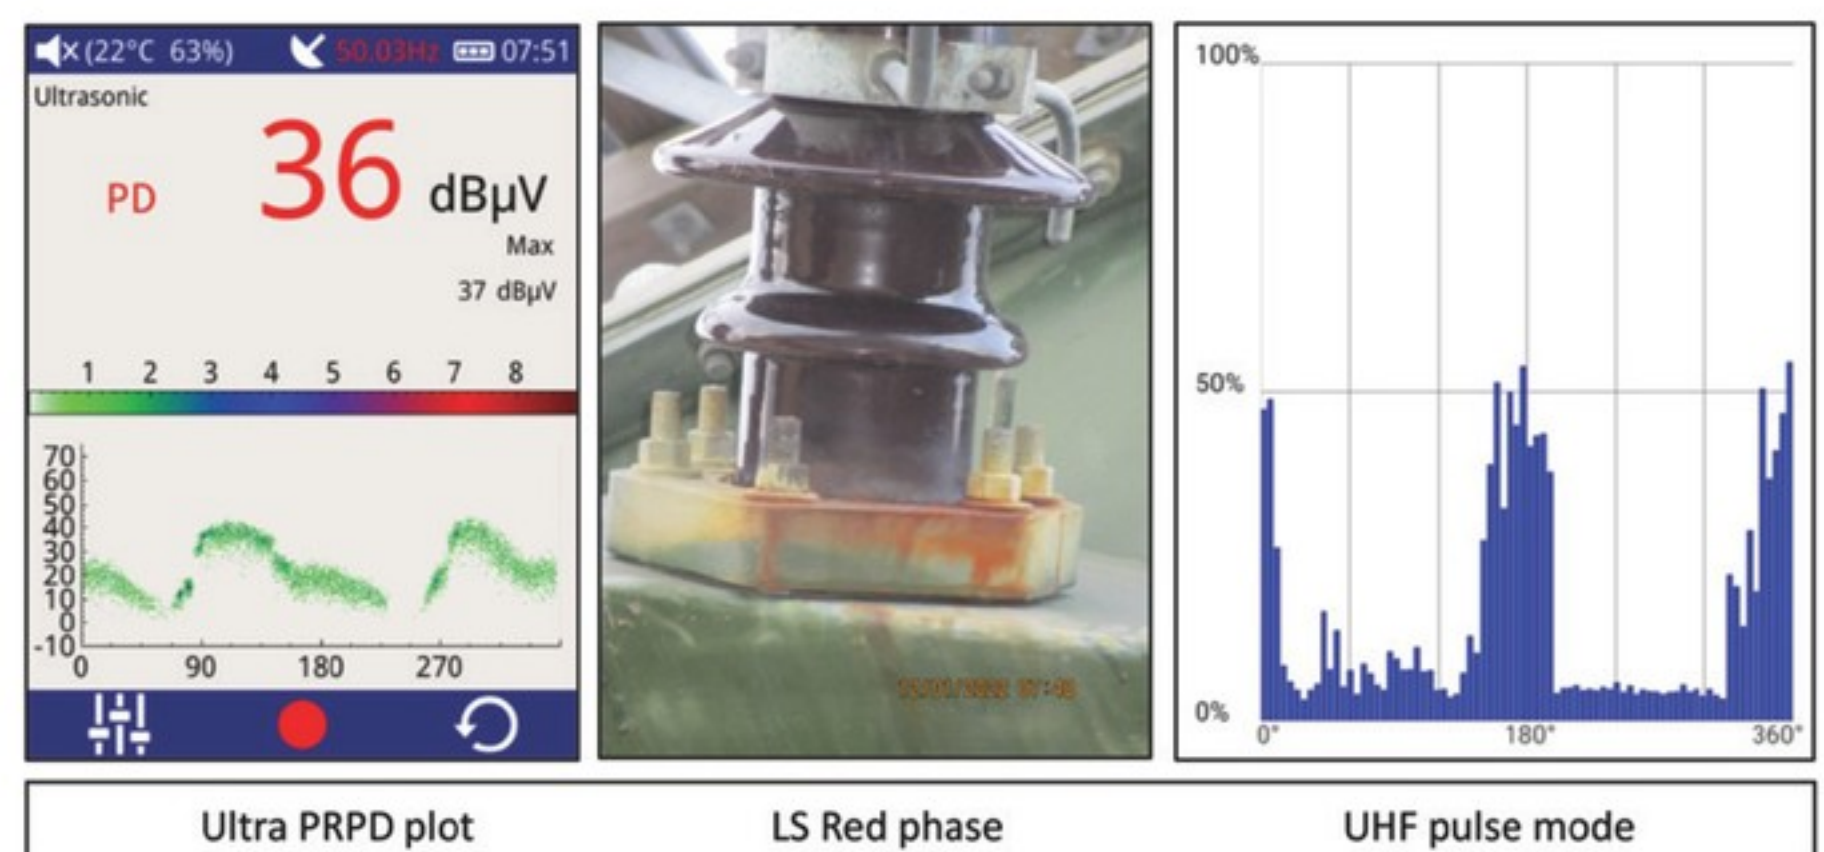 (22°C 63%) 50.03Hz 07:51
Ultrasonic
PD 36 dBµV
Max
37 dBµV
1 2 3 4 5 6 7 8
70
60
50
40
30
20
10
0
-10
0 90 180 270
100%
50%
0%
0° 180° 360°
Ultra PRPD plot LS Red phase UHF pulse mode